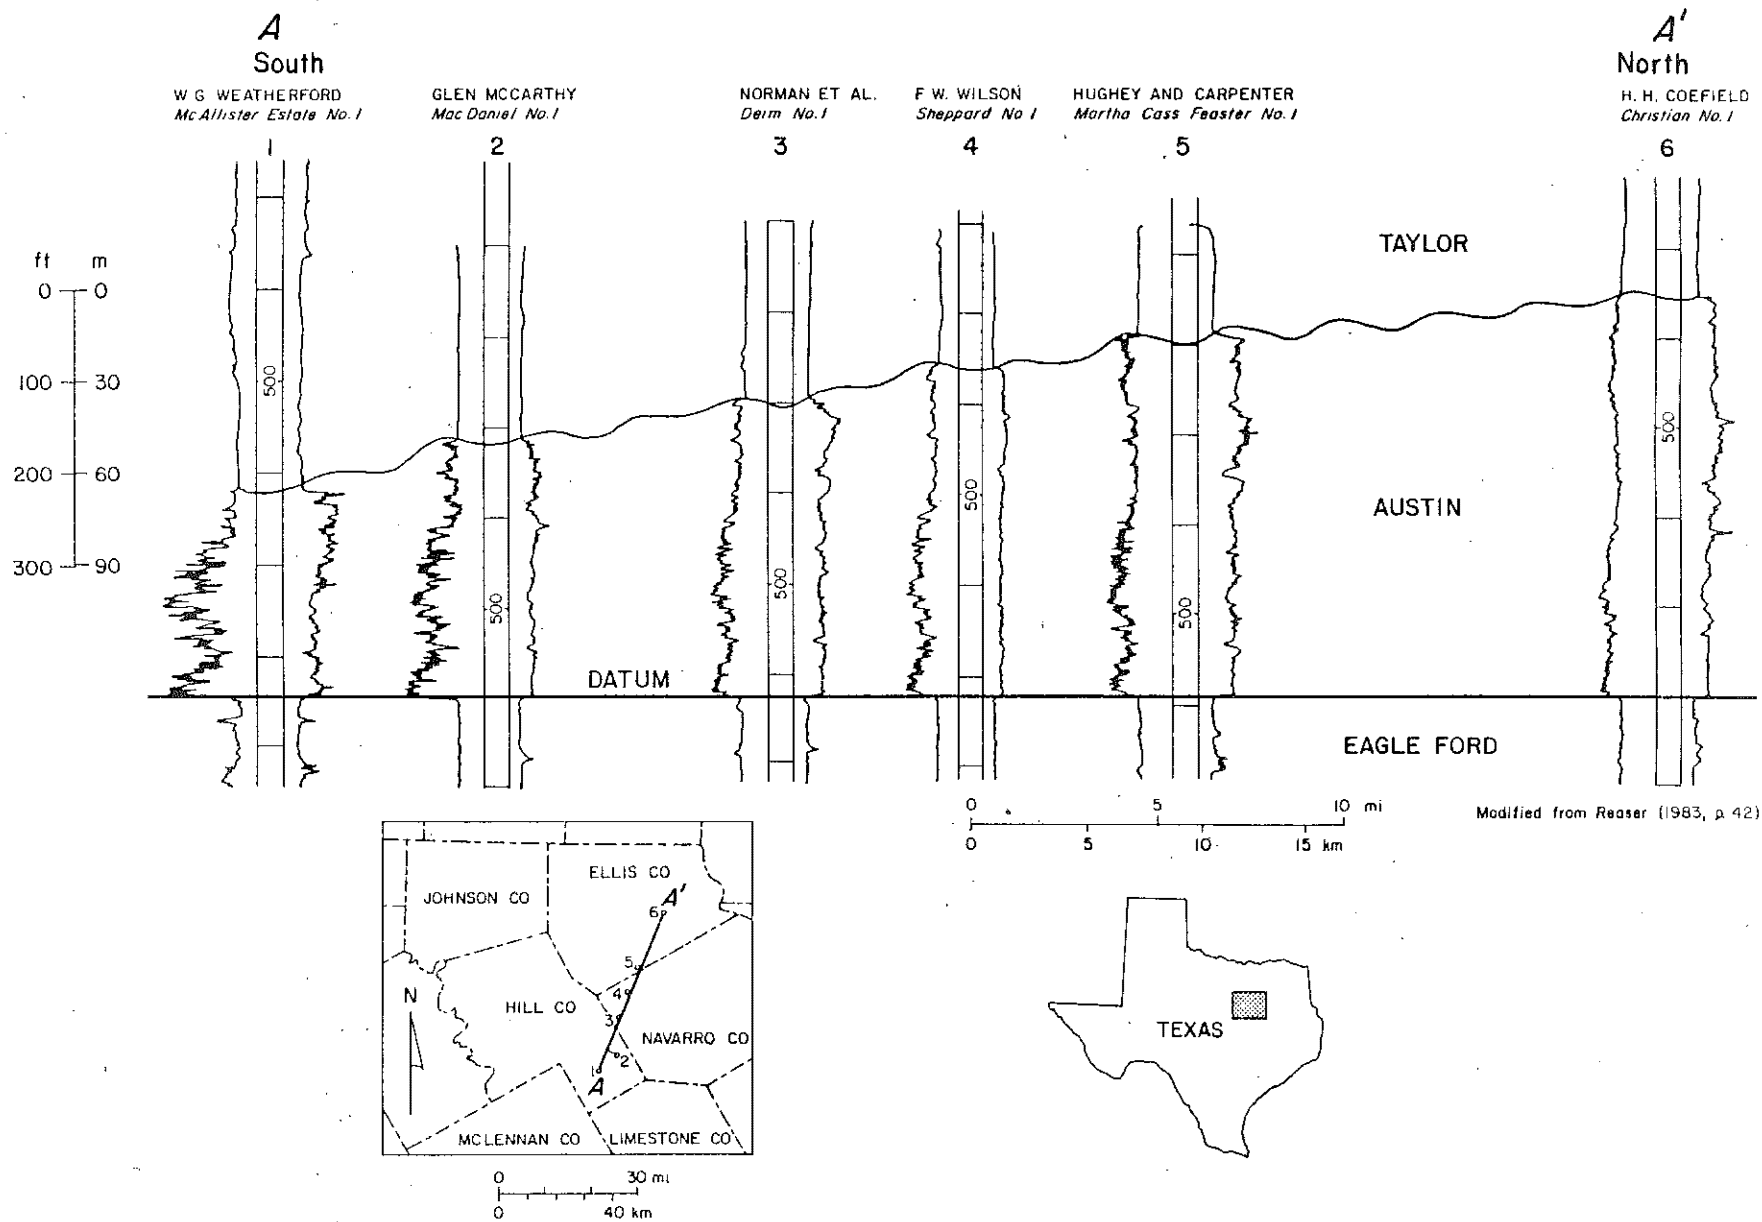 A
South
W G WEATHERFORD
McAllister Estate No. 1
1
GLEN MCCARTHY
MacDaniel No. 1
2
NORMAN ET AL.
Deim No. 1
3
F W. WILSON
Sheppard No 1
4
HUGHEY AND CARPENTER
Martha Cass Feaster No. 1
5
A'
North
H. H. COEFIELD
Christian No. 1
6
ft m
0 0
100 30
200 60
300 90
500
500
500
500
500
500
TAYLOR
AUSTIN
DATUM
EAGLE FORD
0 5 10 mi
0 5 10 15 km
Modified from Reaser (1983, p. 42)
ELLIS CO
JOHNSON CO
A'
6
5
4
3
2
1
A
N
HILL CO
NAVARRO CO
MCLENNAN CO
LIMESTONE CO
0 30 mi
0 40 km
TEXAS